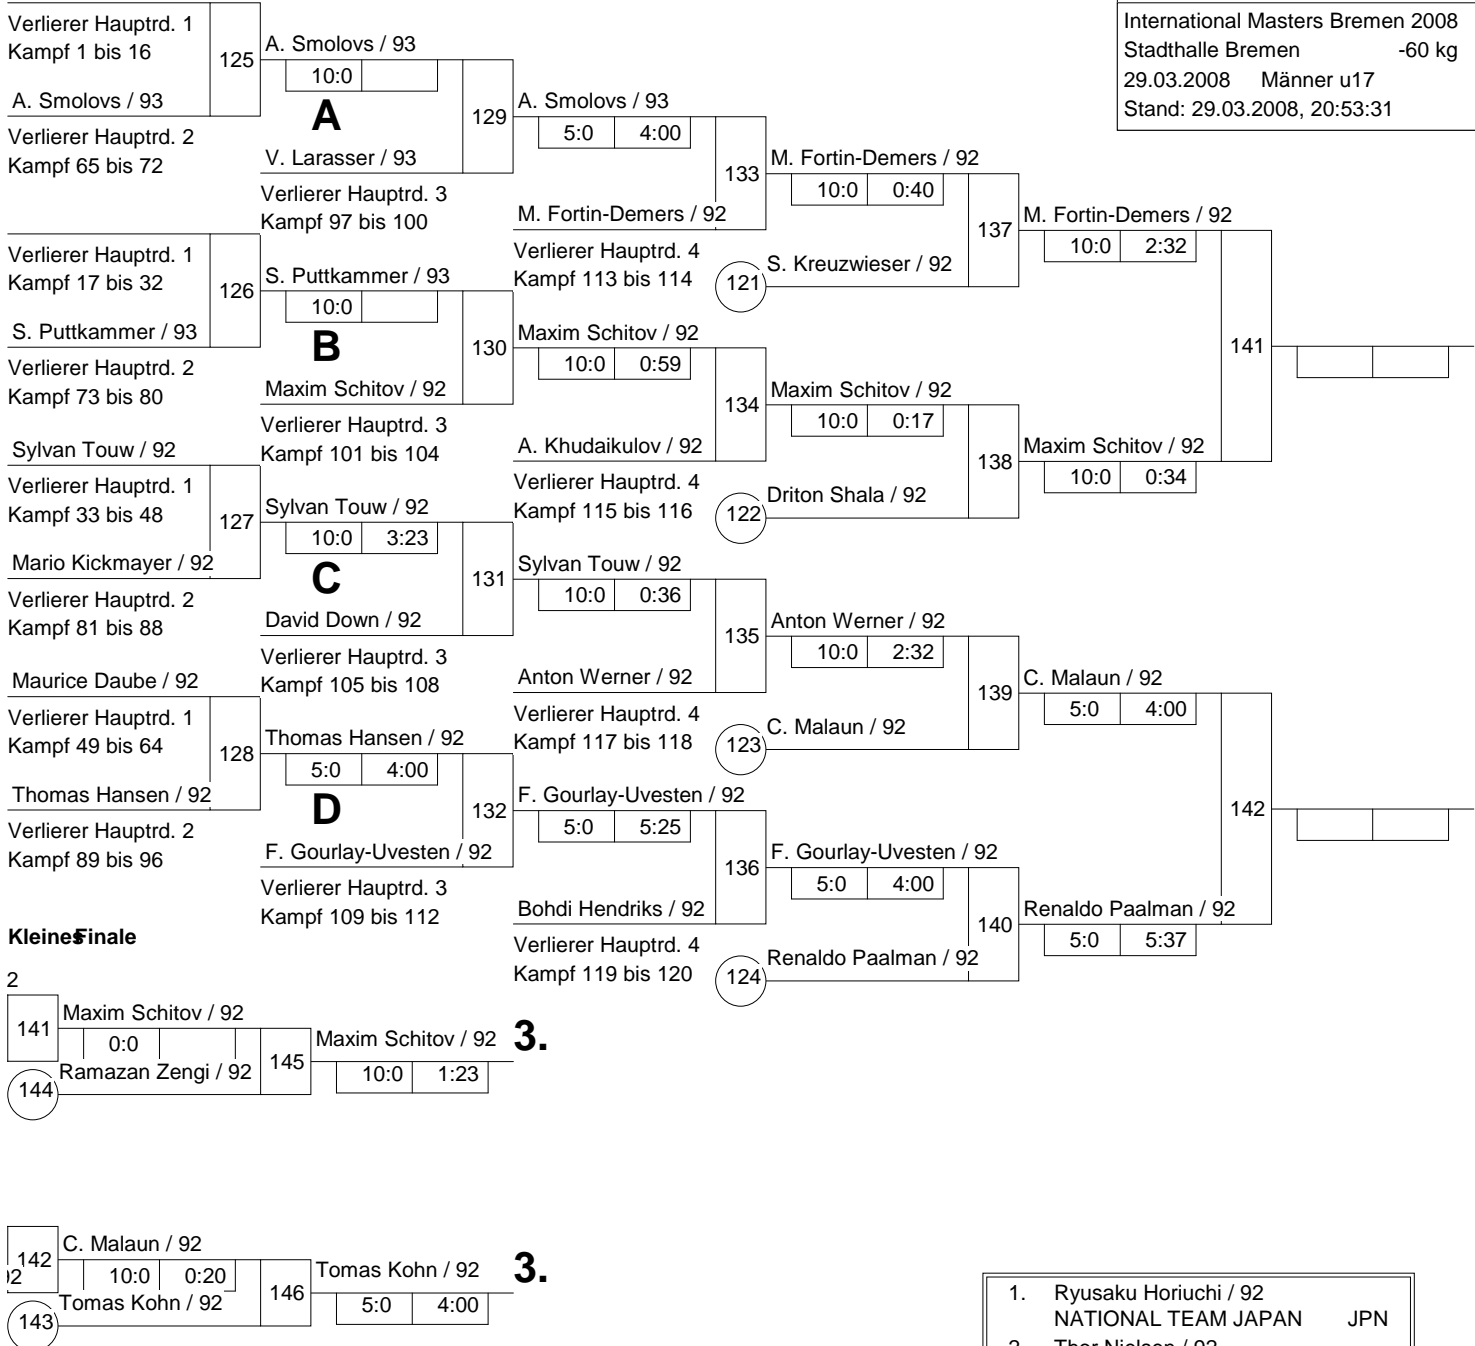 International Masters Bremen 2008
Stadthalle Bremen -60 kg
29.03.2008 Männer u17
Stand: 29.03.2008, 20:53:31
Verlierer Hauptrd. 1
Kampf 1 bis 16
125
A. Smolovs / 93
Verlierer Hauptrd. 2
Kampf 65 bis 72
A. Smolovs / 93
10:0
A
129
V. Larasser / 93
Verlierer Hauptrd. 3
Kampf 97 bis 100
A. Smolovs / 93
5:0 4:00
133
M. Fortin-Demers / 92
Verlierer Hauptrd. 4
Kampf 113 bis 114
M. Fortin-Demers / 92
10:0 0:40
137
121
S. Kreuzwieser / 92
M. Fortin-Demers / 92
10:0 2:32
Verlierer Hauptrd. 1
Kampf 17 bis 32
126
S. Puttkammer / 93
Verlierer Hauptrd. 2
Kampf 73 bis 80
S. Puttkammer / 93
10:0
B
130
Maxim Schitov / 92
Verlierer Hauptrd. 3
Kampf 101 bis 104
Maxim Schitov / 92
10:0 0:59
134
A. Khudaikulov / 92
Verlierer Hauptrd. 4
Kampf 115 bis 116
Maxim Schitov / 92
10:0 0:17
138
122
Driton Shala / 92
Maxim Schitov / 92
10:0 0:34
141
Sylvan Touw / 92
Verlierer Hauptrd. 1
Kampf 33 bis 48
127
Mario Kickmayer / 92
Verlierer Hauptrd. 2
Kampf 81 bis 88
Sylvan Touw / 92
10:0 3:23
C
131
David Down / 92
Verlierer Hauptrd. 3
Kampf 105 bis 108
Sylvan Touw / 92
10:0 0:36
135
Anton Werner / 92
Verlierer Hauptrd. 4
Kampf 117 bis 118
Anton Werner / 92
10:0 2:32
139
123
C. Malaun / 92
C. Malaun / 92
5:0 4:00
Maurice Daube / 92
Verlierer Hauptrd. 1
Kampf 49 bis 64
128
Thomas Hansen / 92
Verlierer Hauptrd. 2
Kampf 89 bis 96
Thomas Hansen / 92
5:0 4:00
D
132
F. Gourlay-Uvesten / 92
Verlierer Hauptrd. 3
Kampf 109 bis 112
F. Gourlay-Uvesten / 92
5:0 5:25
136
Bohdi Hendriks / 92
Verlierer Hauptrd. 4
Kampf 119 bis 120
F. Gourlay-Uvesten / 92
5:0 4:00
140
124
Renaldo Paalman / 92
Renaldo Paalman / 92
5:0 5:37
142
Kleines Finale
2
141
Maxim Schitov / 92
0:0
144
Ramazan Zengi / 92
145
Maxim Schitov / 92
10:0 1:23
3.
142
C. Malaun / 92
10:0 0:20
143
Tomas Kohn / 92
146
Tomas Kohn / 92
5:0 4:00
3.
1. Ryusaku Horiuchi / 92
NATIONAL TEAM JAPAN JPN